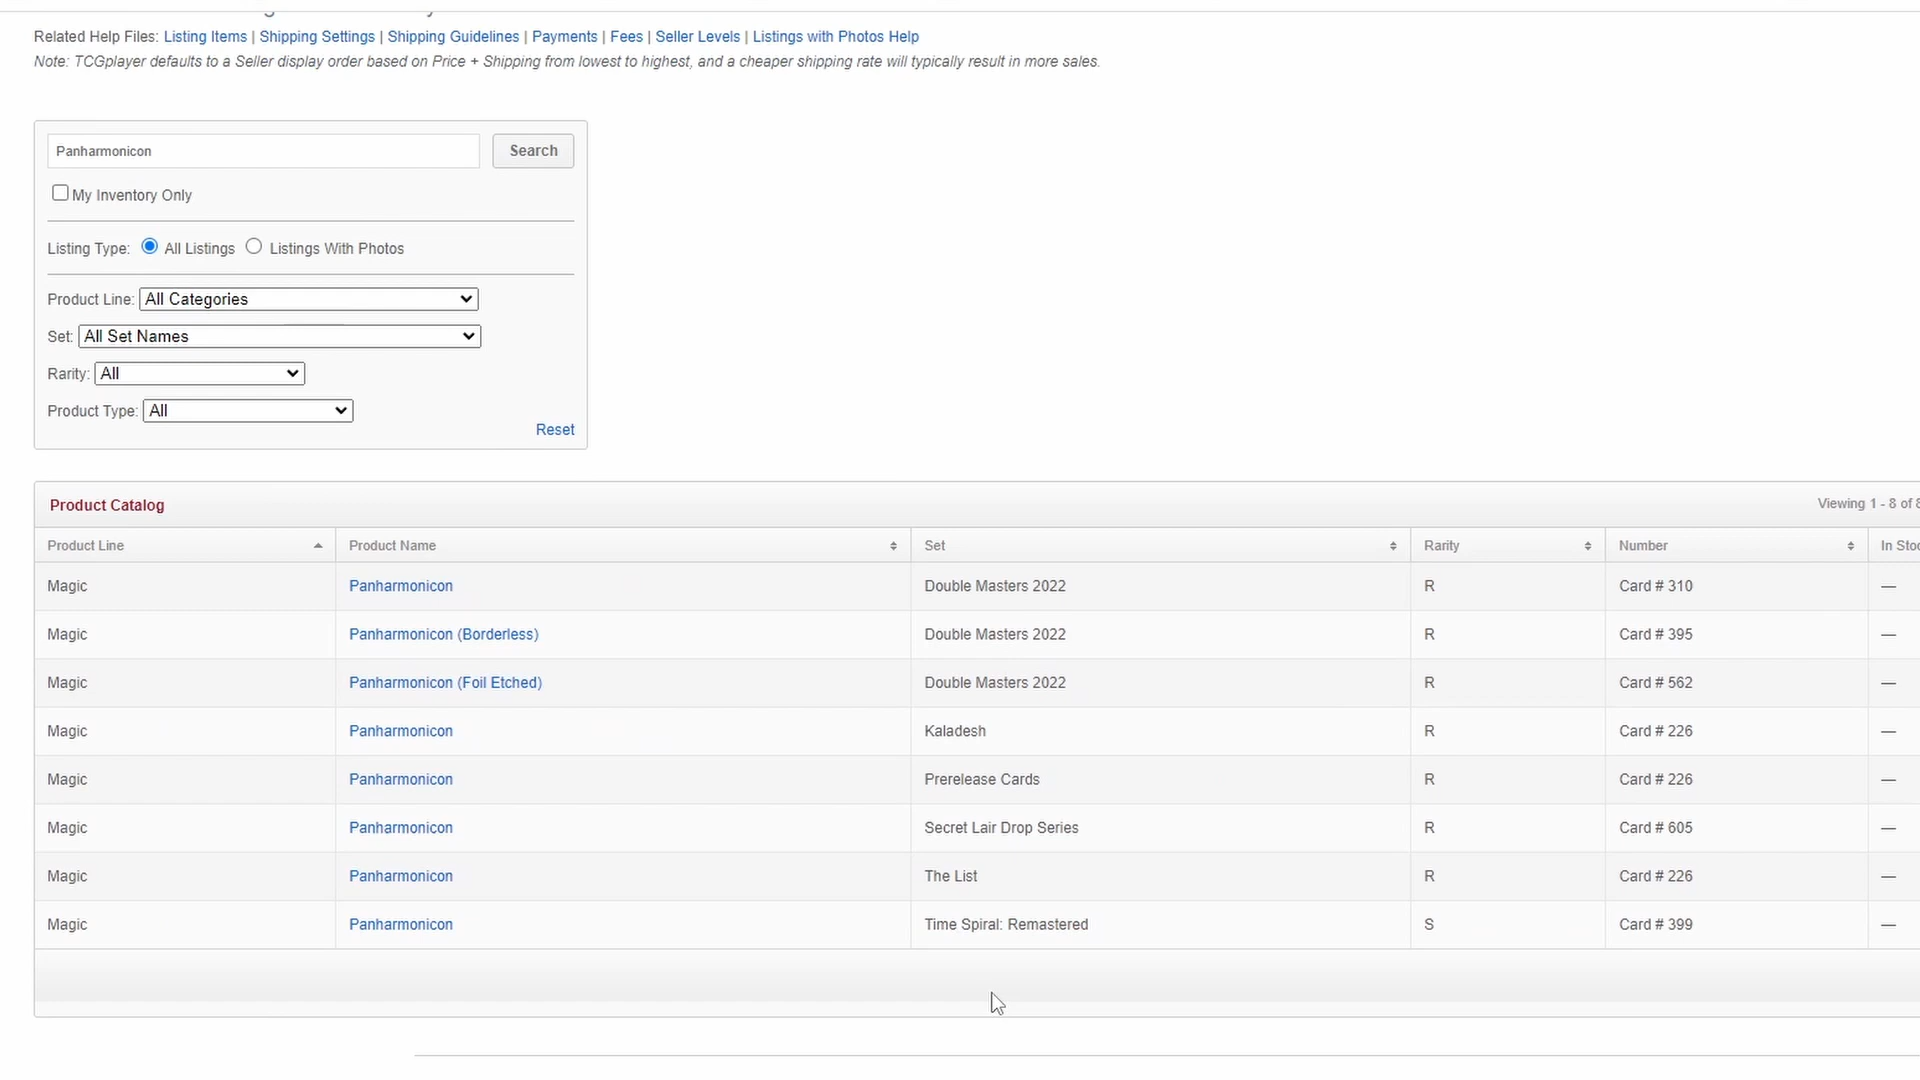 Related Help Files: Listing Items | Shipping Settings | Shipping Guidelines | Payments | Fees | Seller Levels | Listings with Photos Help
Note: TCGplayer defaults to a Seller display order based on Price + Shipping from lowest to highest, and a cheaper shipping rate will typically result in more sales.
Panharmonicon Search
My Inventory Only
Listing Type: All Listings Listings With Photos
Product Line: All Categories
Set: All Set Names
Rarity: All
Product Type: All
Reset
Product Catalog Viewing 1 - 8 of
Product Line Product Name Set Rarity Number In
Magic Panharmonicon Double Masters 2022 R Card # 310 —
Magic Panharmonicon (Borderless) Double Masters 2022 R Card # 395 —
Magic Panharmonicon (Foil Etched) Double Masters 2022 R Card # 562 —
Magic Panharmonicon Kaladesh R Card # 226 —
Magic Panharmonicon Prerelease Cards R Card # 226 —
Magic Panharmonicon Secret Lair Drop Series R Card # 605 —
Magic Panharmonicon The List R Card # 226 —
Magic Panharmonicon Time Spiral: Remastered S Card # 399 —